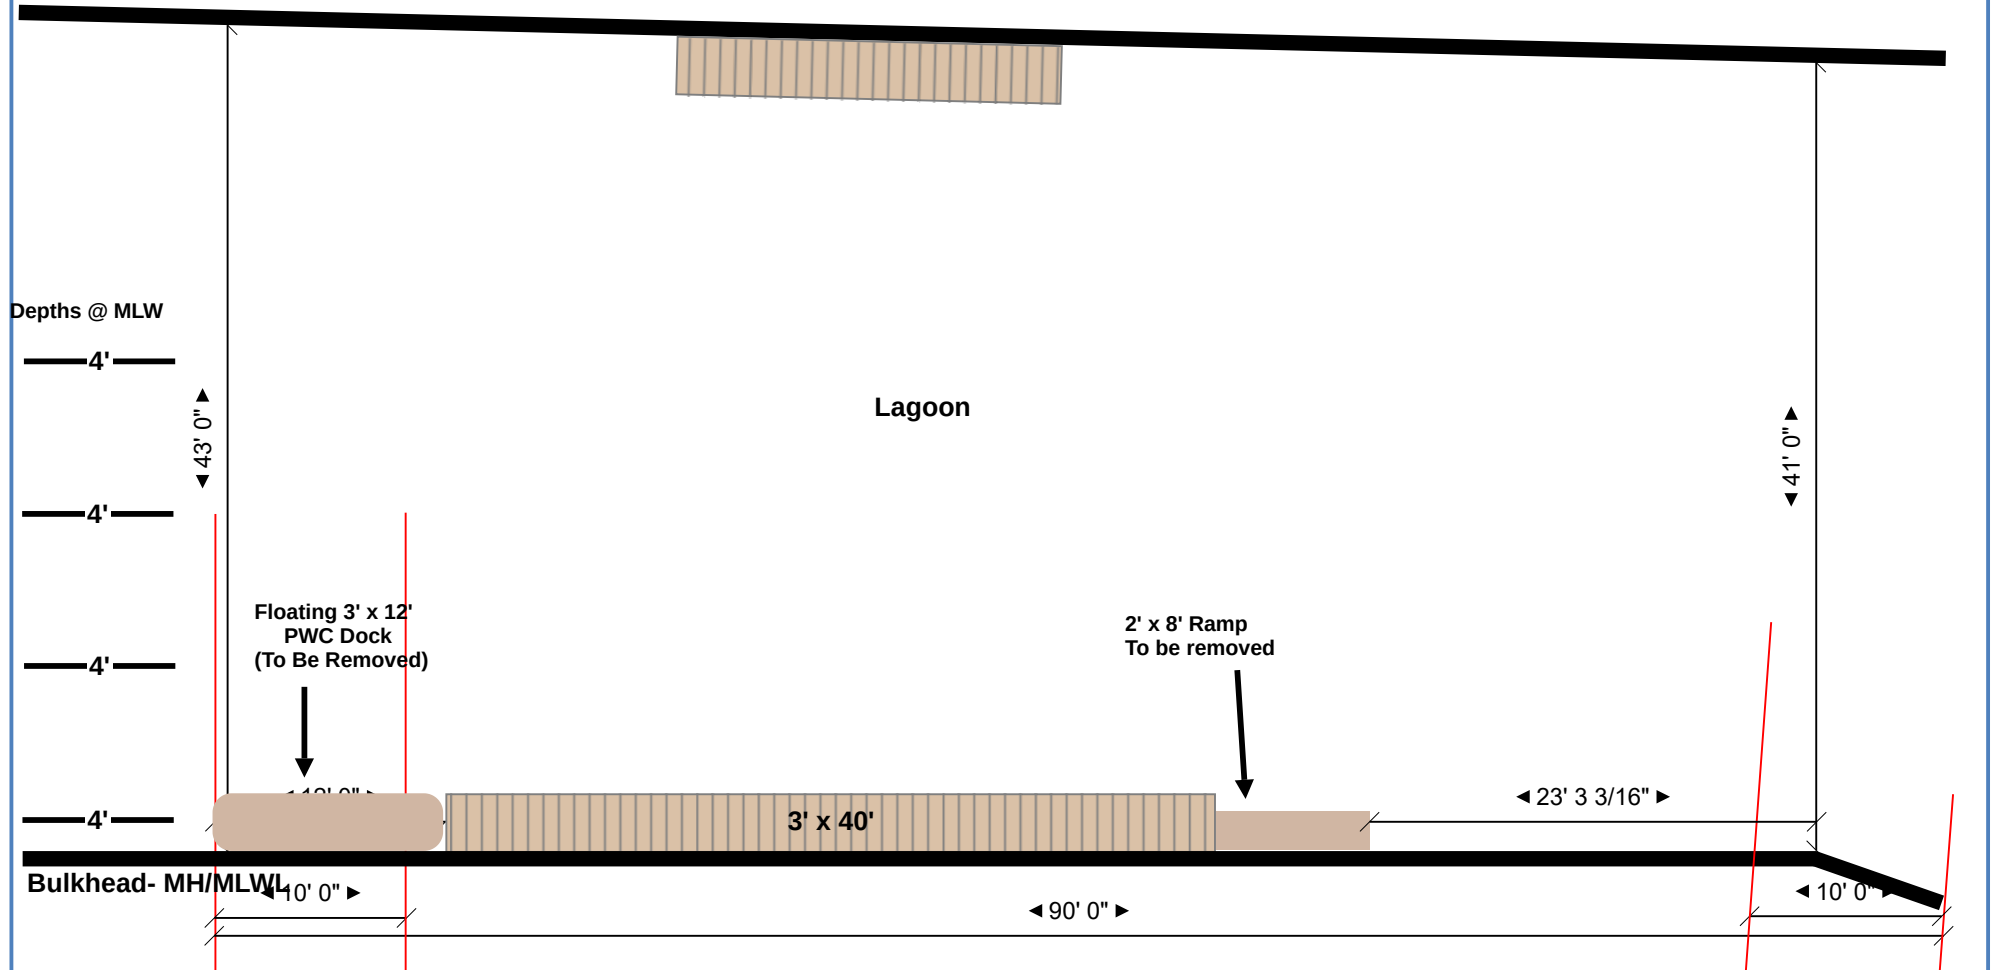 Depths @ MLW
4'
43' 0"
Lagoon
41' 0"
4'
Floating 3' x 12'
PWC Dock
(To Be Removed)
2' x 8' Ramp
To be removed
4'
23' 3 3/16"
4'
3' x 40'
Bulkhead- MH/MLWL
10' 0"
10' 0"
90' 0"